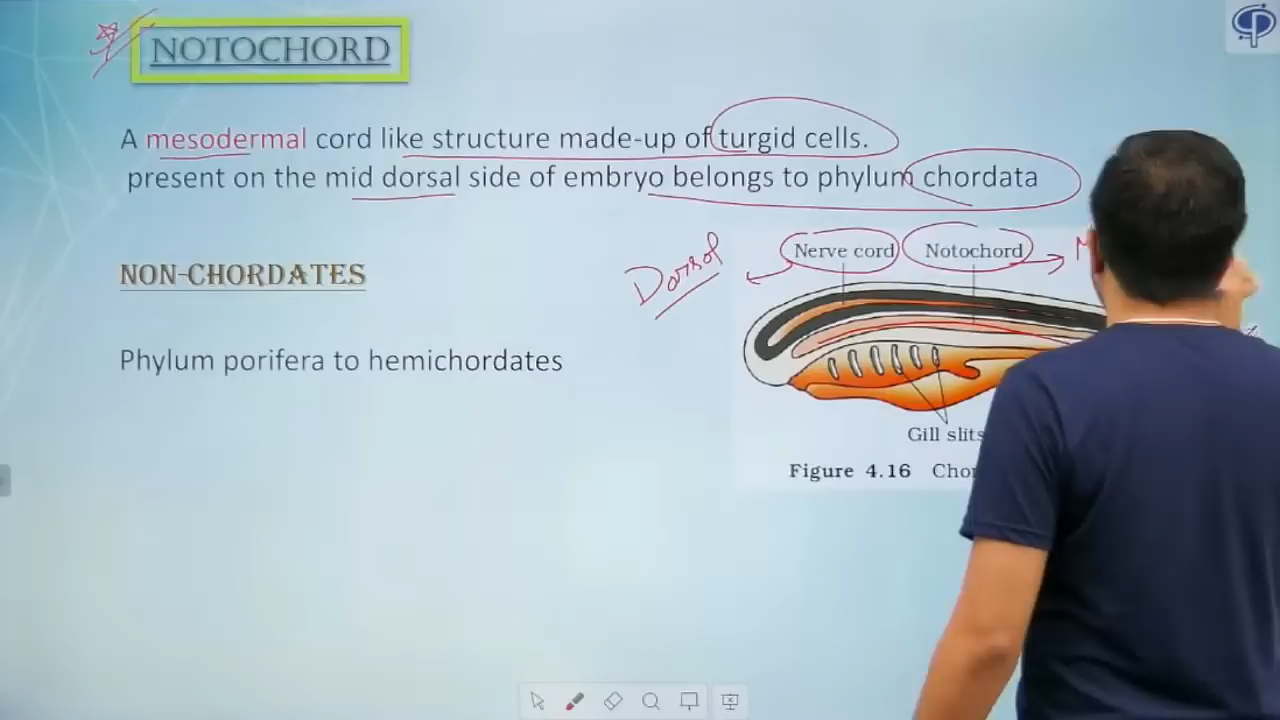 NOTOCHORD
A mesodermal cord like structure made-up of turgid cells.
present on the mid dorsal side of embryo belongs to phylum chordata
Dorsal
Nerve cord
Notochord
NON-CHORDATES
Phylum porifera to hemichordates
Gill slits
Figure 4.16